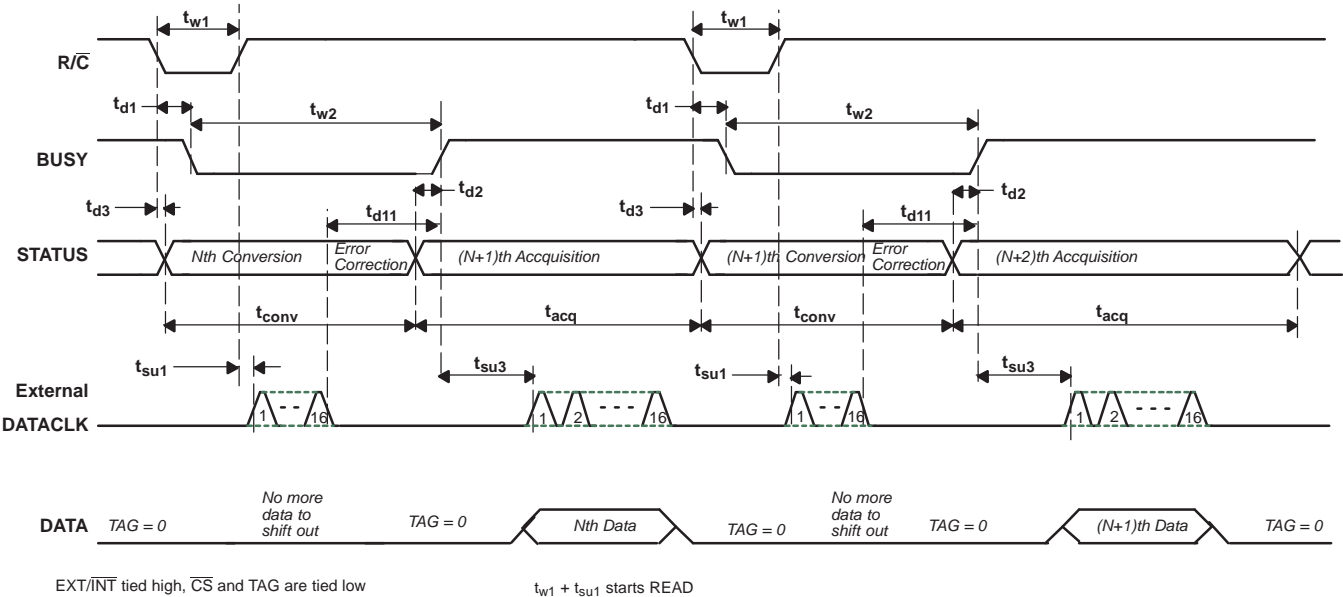 tw1 tw1
R/C̅
td1 tw2 td1 tw2
BUSY
td2 td2
td3 td11 td3 td11
STATUS Nth Conversion Error Correction (N+1)th Accquisition (N+1)th Conversion Error Correction (N+2)th Acquisition
tconv tacq tconv tacq
tsu1 tsu3 tsu1 tsu3
External
DATACLK 1 - - 16 1 2 - - - 16 1 -- 16 1 2 - - - 16
No more data to shift out No more data to shift out
DATA TAG = 0 TAG = 0 Nth Data TAG = 0 TAG = 0 (N+1)th Data TAG = 0
EXT/I̅N̅T̅ tied high, C̅S̅ and TAG are tied low tw1 + tsu1 starts READ